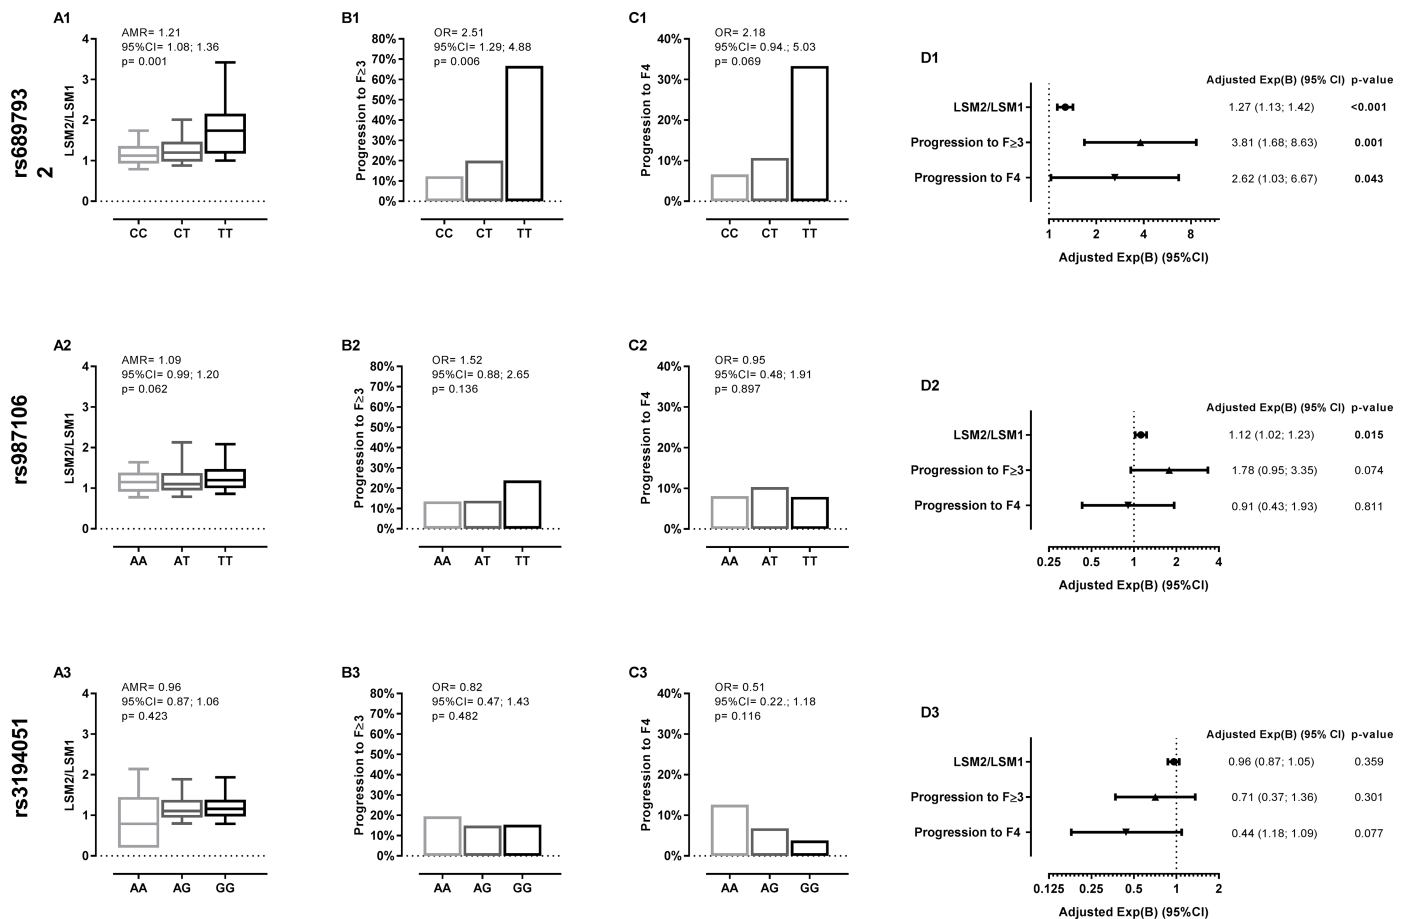 A1
AMR= 1.21
95%CI= 1.08; 1.36
p= 0.001
rs689793
2
LSM2/LSM1
4
3
2
1
0
CC CT TT
B1
OR= 2.51
95%CI= 1.29; 4.88
p= 0.006
Progression to F≥3
80%
70%
60%
50%
40%
30%
20%
10%
0%
CC CT TT
C1
OR= 2.18
95%CI= 0.94.; 5.03
p= 0.069
Progression to F4
40%
30%
20%
10%
0%
CC CT TT
D1
Adjusted Exp(B) (95% CI) p-value
LSM2/LSM1 1.27 (1.13; 1.42) <0.001
Progression to F≥3 3.81 (1.68; 8.63) 0.001
Progression to F4 2.62 (1.03; 6.67) 0.043
1 2 4 8
Adjusted Exp(B) (95%CI)
A2
AMR= 1.09
95%CI= 0.99; 1.20
p= 0.062
rs987106
LSM2/LSM1
4
3
2
1
0
AA AT TT
B2
OR= 1.52
95%CI= 0.88; 2.65
p= 0.136
Progression to F≥3
80%
70%
60%
50%
40%
30%
20%
10%
0%
AA AT TT
C2
OR= 0.95
95%CI= 0.48; 1.91
p= 0.897
Progression to F4
40%
30%
20%
10%
0%
AA AT TT
D2
Adjusted Exp(B) (95% CI) p-value
LSM2/LSM1 1.12 (1.02; 1.23) 0.015
Progression to F≥3 1.78 (0.95; 3.35) 0.074
Progression to F4 0.91 (0.43; 1.93) 0.811
0.25 0.5 1 2 4
Adjusted Exp(B) (95%CI)
A3
AMR= 0.96
95%CI= 0.87; 1.06
p= 0.423
rs3194051
LSM2/LSM1
4
3
2
1
0
AA AG GG
B3
OR= 0.82
95%CI= 0.47; 1.43
p= 0.482
Progression to F≥3
80%
70%
60%
50%
40%
30%
20%
10%
0%
AA AG GG
C3
OR= 0.51
95%CI= 0.22.; 1.18
p= 0.116
Progression to F4
40%
30%
20%
10%
0%
AA AG GG
D3
Adjusted Exp(B) (95% CI) p-value
LSM2/LSM1 0.96 (0.87; 1.05) 0.359
Progression to F≥3 0.71 (0.37; 1.36) 0.301
Progression to F4 0.44 (1.18; 1.09) 0.077
0.125 0.25 0.5 1 2
Adjusted Exp(B) (95%CI)